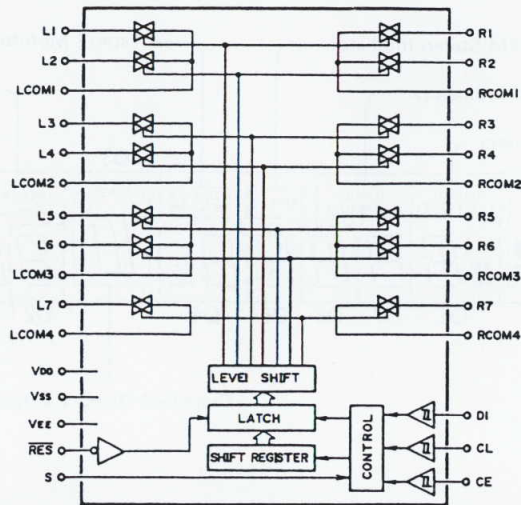 L1 R1
L2 R2
LCOM1 RCOM1
L3 R3
L4 R4
LCOM2 RCOM2
L5 R5
L6 R6
LCOM3 RCOM3
L7 R7
LCOM4 RCOM4
LEVEL SHIFT
VDD
VSS
VEE
RES
S
LATCH
SHIFT REGISTER
CONTROL
DI
CL
CE